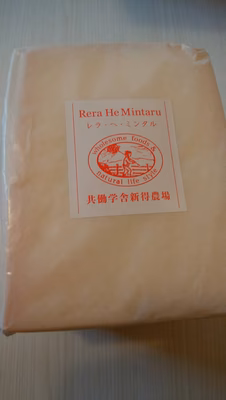 Rera He Mintaru
レラ・ヘ・ミンタル
wholesome foods &
natural life style
共働学舎新得農場